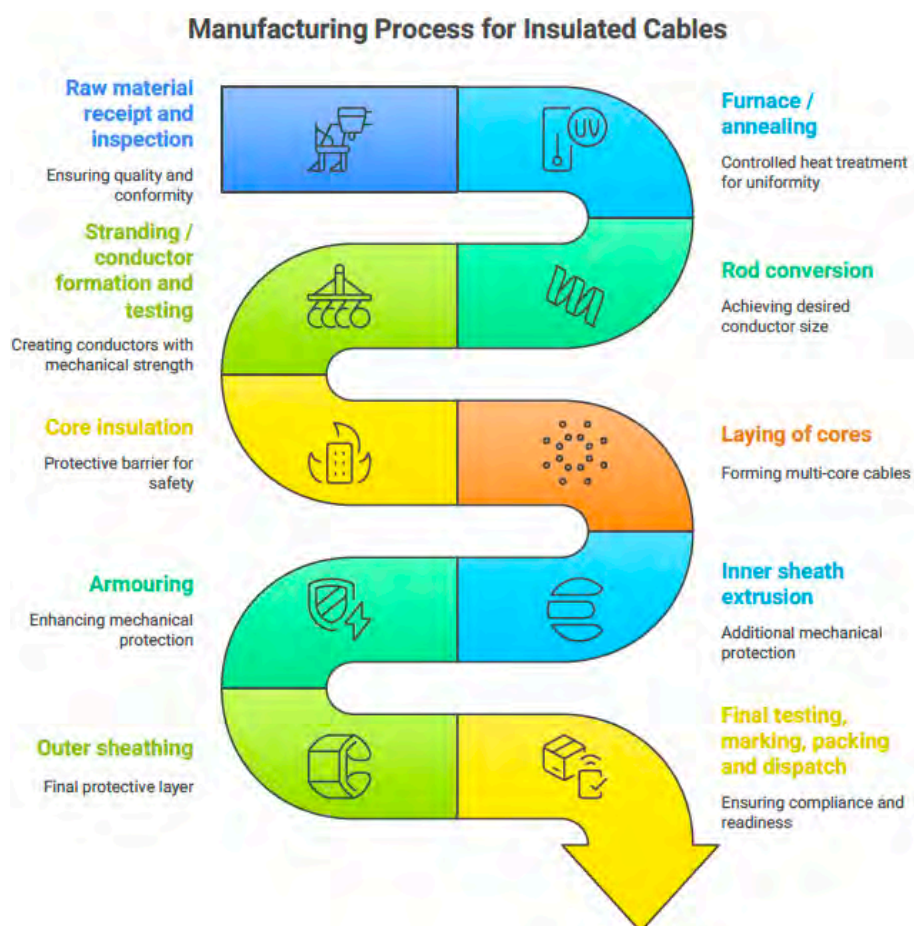 Manufacturing Process for Insulated Cables
Raw material
receipt and
inspection
Ensuring quality and
conformity
UV
Furnace /
annealing
Controlled heat treatment
for uniformity
Rod conversion
Achieving desired
conductor size
Stranding /
conductor
formation and
testing
Creating conductors with
mechanical strength
Core insulation
Protective barrier for
safety
Laying of cores
Forming multi-core cables
Inner sheath
extrusion
Additional mechanical
protection
Armouring
Enhancing mechanical
protection
Outer sheathing
Final protective layer
Final testing,
marking, packing
and dispatch
Ensuring compliance and
readiness